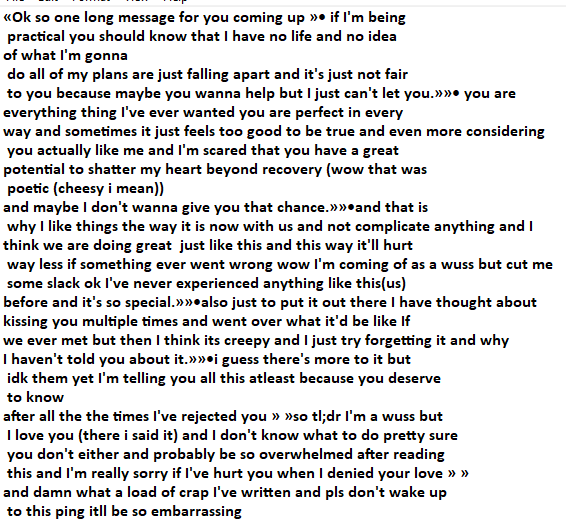 «Ok so one long message for you coming up »• if I'm being
practical you should know that I have no life and no idea
of what I'm gonna
do all of my plans are just falling apart and it's just not fair
to you because maybe you wanna help but I just can't let you.»»• you are
everything thing I've ever wanted you are perfect in every
way and sometimes it just feels too good to be true and even more considering
you actually like me and I'm scared that you have a great
potential to shatter my heart beyond recovery (wow that was
poetic (cheesy i mean))
and maybe I don't wanna give you that chance.»»•and that is
why I like things the way it is now with us and not complicate anything and I
think we are doing great  just like this and this way it'll hurt
way less if something ever went wrong wow I'm coming of as a wuss but cut me
some slack ok I've never experienced anything like this(us)
before and it's so special.»»•also just to put it out there I have thought about
kissing you multiple times and went over what it'd be like If
we ever met but then I think its creepy and I just try forgetting it and why
I haven't told you about it.»»•i guess there's more to it but
idk them yet I'm telling you all this atleast because you deserve
to know
after all the the times I've rejected you » »so tl;dr I'm a wuss but
I love you (there i said it) and I don't know what to do pretty sure
you don't either and probably be so overwhelmed after reading
this and I'm really sorry if I've hurt you when I denied your love » »
and damn what a load of crap I've written and pls don't wake up
to this ping itll be so embarrassing